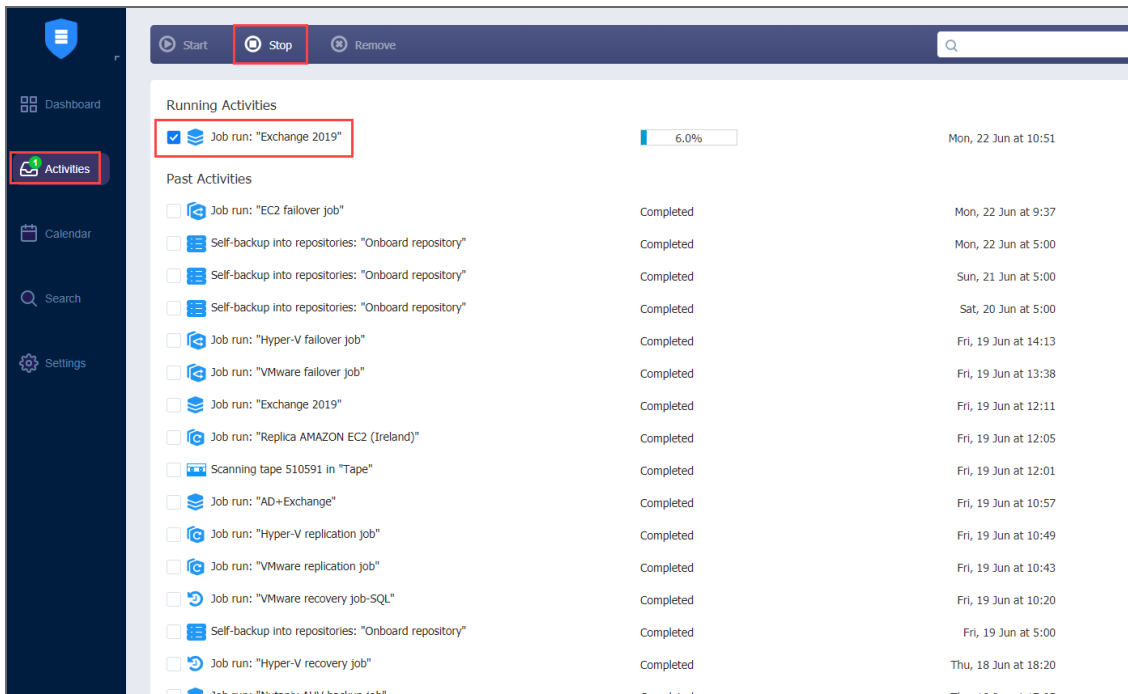 Start Stop Remove
Dashboard
1
Activities
Calendar
Search
Settings
Running Activities
Job run: "Exchange 2019" 6.0% Mon, 22 Jun at 10:51
Past Activities
Job run: "EC2 failover job" Completed Mon, 22 Jun at 9:37
Self-backup into repositories: "Onboard repository" Completed Mon, 22 Jun at 5:00
Self-backup into repositories: "Onboard repository" Completed Sun, 21 Jun at 5:00
Self-backup into repositories: "Onboard repository" Completed Sat, 20 Jun at 5:00
Job run: "Hyper-V failover job" Completed Fri, 19 Jun at 14:13
Job run: "VMware failover job" Completed Fri, 19 Jun at 13:38
Job run: "Exchange 2019" Completed Fri, 19 Jun at 12:11
Job run: "Replica AMAZON EC2 (Ireland)" Completed Fri, 19 Jun at 12:05
Scanning tape 510591 in "Tape" Completed Fri, 19 Jun at 12:01
Job run: "AD+Exchange" Completed Fri, 19 Jun at 10:57
Job run: "Hyper-V replication job" Completed Fri, 19 Jun at 10:49
Job run: "VMware replication job" Completed Fri, 19 Jun at 10:43
Job run: "VMware recovery job-SQL" Completed Fri, 19 Jun at 10:20
Self-backup into repositories: "Onboard repository" Completed Fri, 19 Jun at 5:00
Job run: "Hyper-V recovery job" Completed Thu, 18 Jun at 18:20